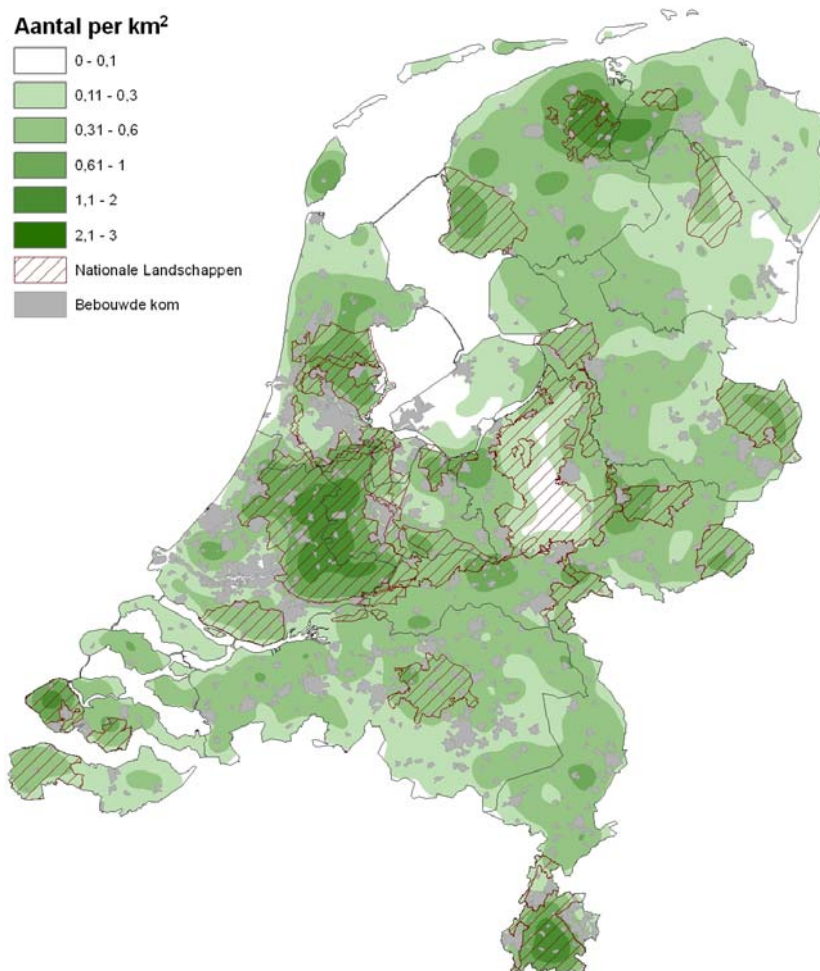 Aantal per km²
0 - 0,1
0,11 - 0,3
0,31 - 0,6
0,61 - 1
1,1 - 2
2,1 - 3
Nationale Landschappen
Bebouwde kom